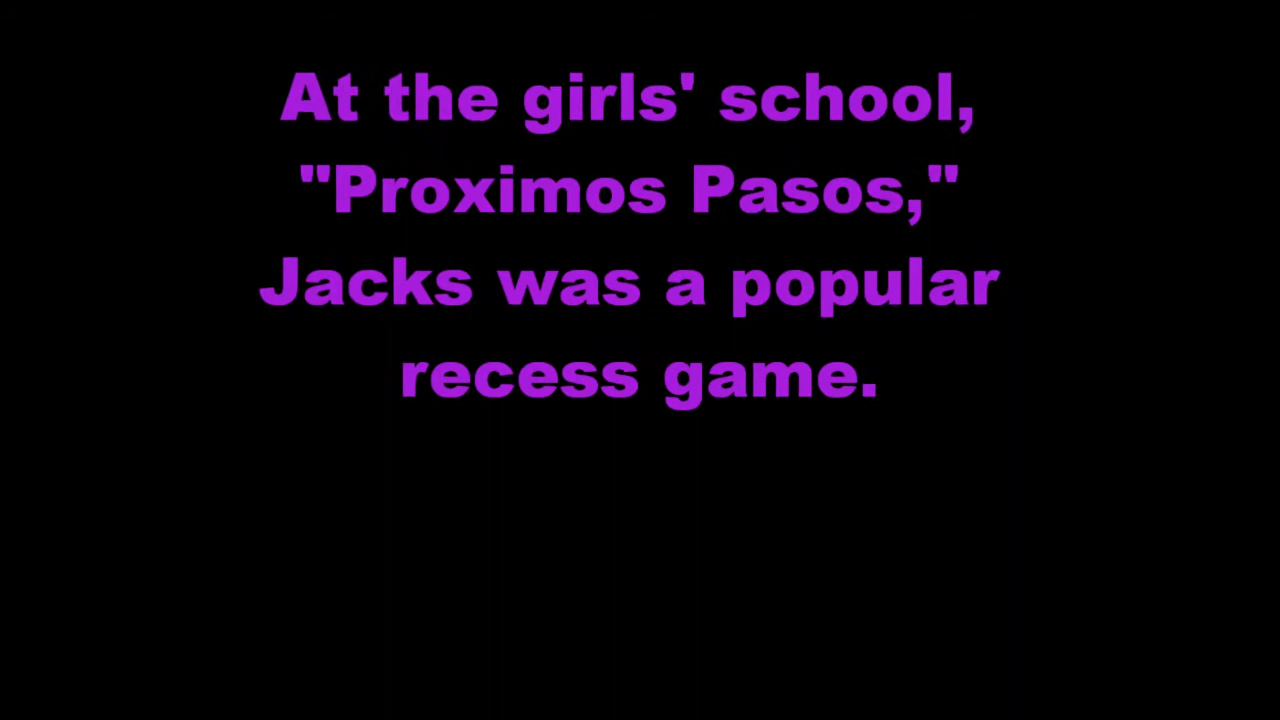 At the girls' school,
"Proximos Pasos,"
Jacks was a popular
recess game.